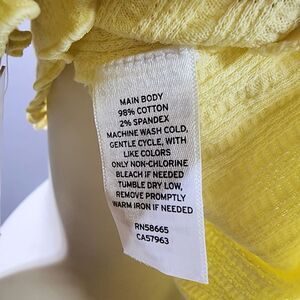 MAIN BODY
98% COTTON
2% SPANDEX
MACHINE WASH COLD,
GENTLE CYCLE, WITH
LIKE COLORS
ONLY NON-CHLORINE
BLEACH IF NEEDED
TUMBLE DRY LOW,
REMOVE PROMPTLY
WARM IRON IF NEEDED
RN58665
CA57963